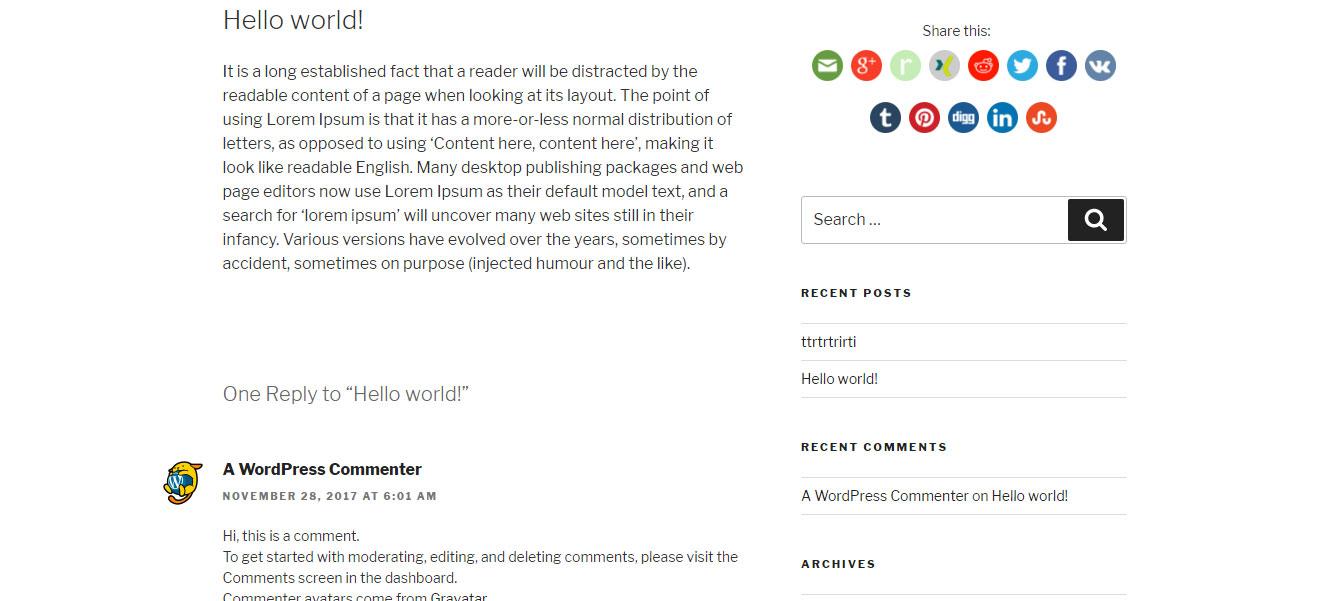 Hello world!
It is a long established fact that a reader will be distracted by the
readable content of a page when looking at its layout. The point of
using Lorem Ipsum is that it has a more-or-less normal distribution of
letters, as opposed to using ‘Content here, content here’, making it
look like readable English. Many desktop publishing packages and web
page editors now use Lorem Ipsum as their default model text, and a
search for ‘lorem ipsum’ will uncover many web sites still in their
infancy. Various versions have evolved over the years, sometimes by
accident, sometimes on purpose (injected humour and the like).
One Reply to “Hello world!”
A WordPress Commenter
NOVEMBER 28, 2017 AT 6:01 AM
Hi, this is a comment.
To get started with moderating, editing, and deleting comments, please visit the
Comments screen in the dashboard.
Commenter avatars come from Gravatar
Share this:
g+ r f vk
t digg in
Search ...
RECENT POSTS
ttrtrtrirti
Hello world!
RECENT COMMENTS
A WordPress Commenter on Hello world!
ARCHIVES